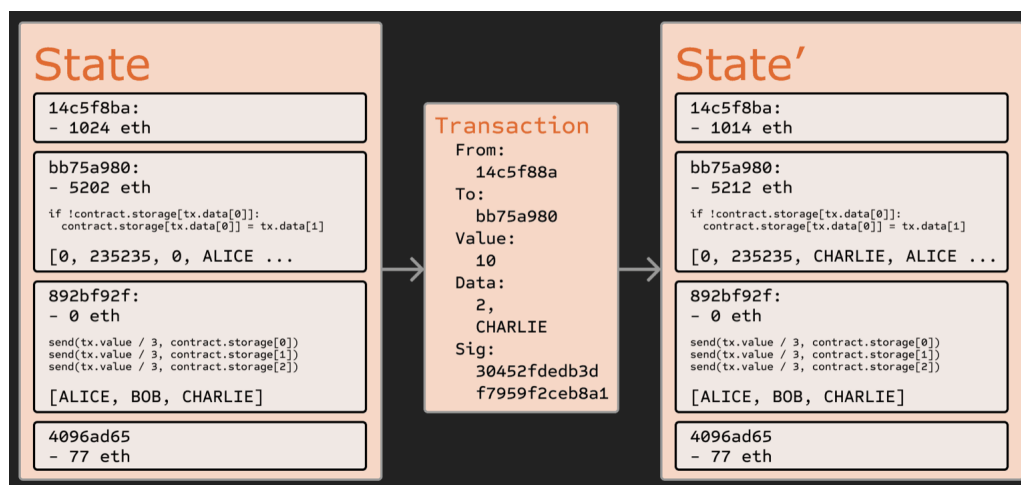 State
14c5f8ba:
- 1024 eth
bb75a980:
- 5202 eth
if !contract.storage[tx.data[0]]:
contract.storage[tx.data[0]] = tx.data[1]
[0, 235235, 0, ALICE ...
892bf92f:
- 0 eth
send(tx.value / 3, contract.storage[0])
send(tx.value / 3, contract.storage[1])
send(tx.value / 3, contract.storage[2])
[ALICE, BOB, CHARLIE]
4096ad65
- 77 eth
Transaction
From:
14c5f88a
To:
bb75a980
Value:
10
Data:
2,
CHARLIE
Sig:
30452fdedb3d
f7959f2ceb8a1
State’
14c5f8ba:
- 1014 eth
bb75a980:
- 5212 eth
if !contract.storage[tx.data[0]]:
contract.storage[tx.data[0]] = tx.data[1]
[0, 235235, CHARLIE, ALICE ...
892bf92f:
- 0 eth
send(tx.value / 3, contract.storage[0])
send(tx.value / 3, contract.storage[1])
send(tx.value / 3, contract.storage[2])
[ALICE, BOB, CHARLIE]
4096ad65
- 77 eth